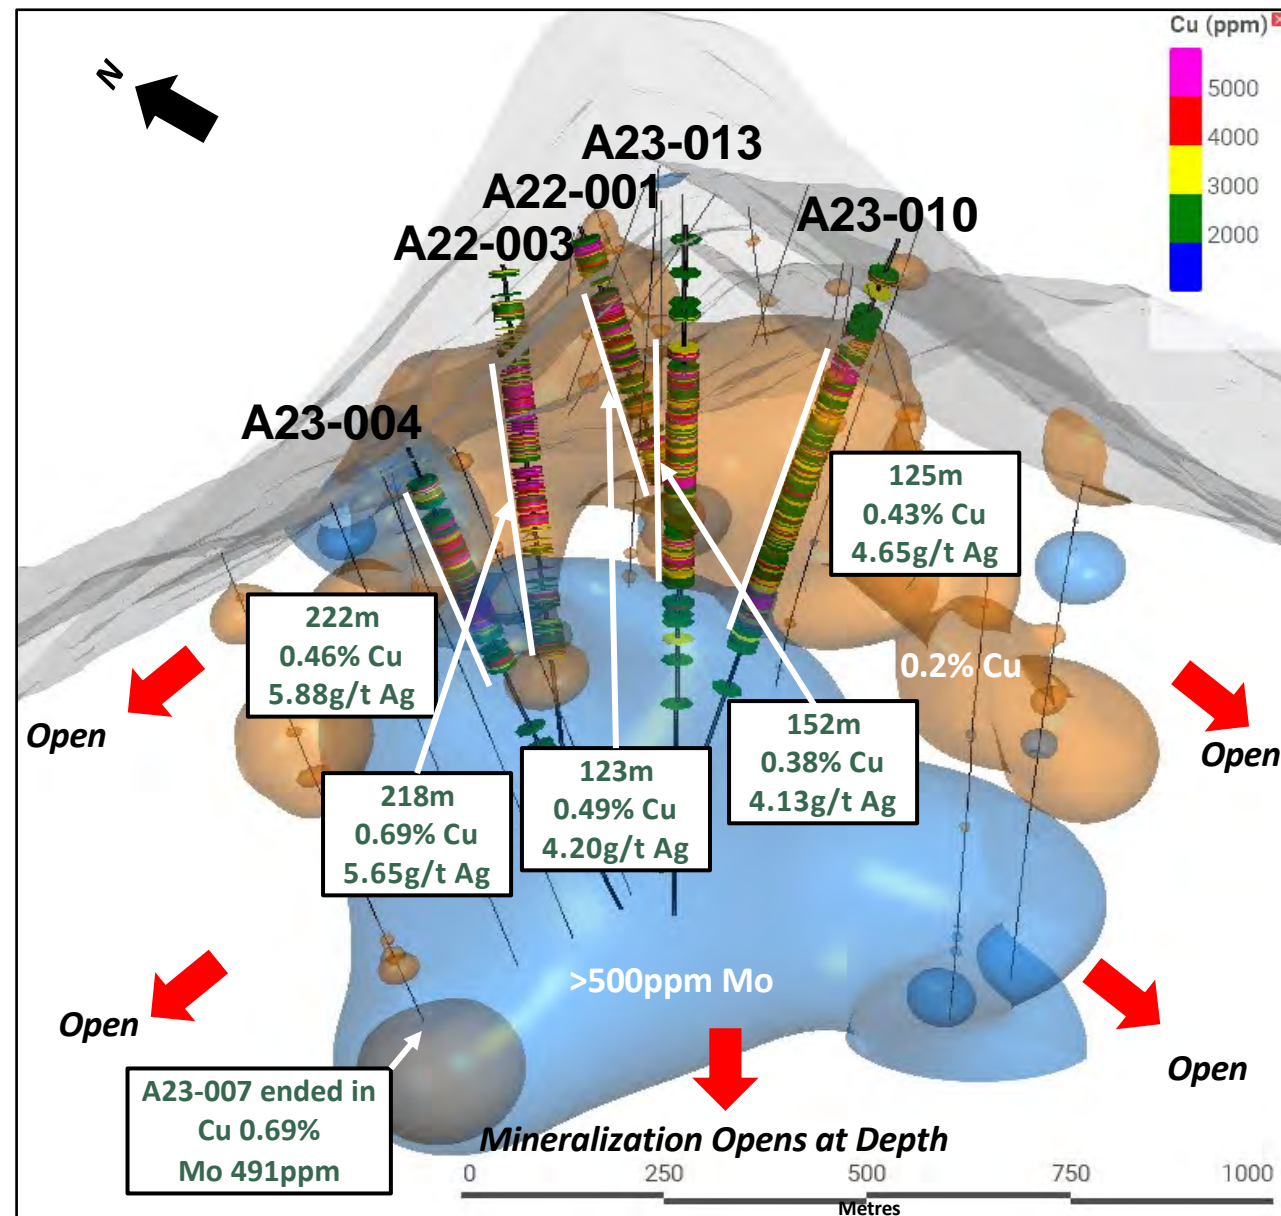 Cu (ppm)
5000
4000
3000
2000
N
A23-013
A22-001
A22-003
A23-010
A23-004
125m
0.43% Cu
4.65g/t Ag
222m
0.46% Cu
5.88g/t Ag
0.2% Cu
152m
0.38% Cu
4.13g/t Ag
123m
0.49% Cu
4.20g/t Ag
218m
0.69% Cu
5.65g/t Ag
Open
Open
>500ppm Mo
Open
Open
A23-007 ended in
Cu 0.69%
Mo 491ppm
Mineralization Opens at Depth
0 250 500 750 1000
Metres